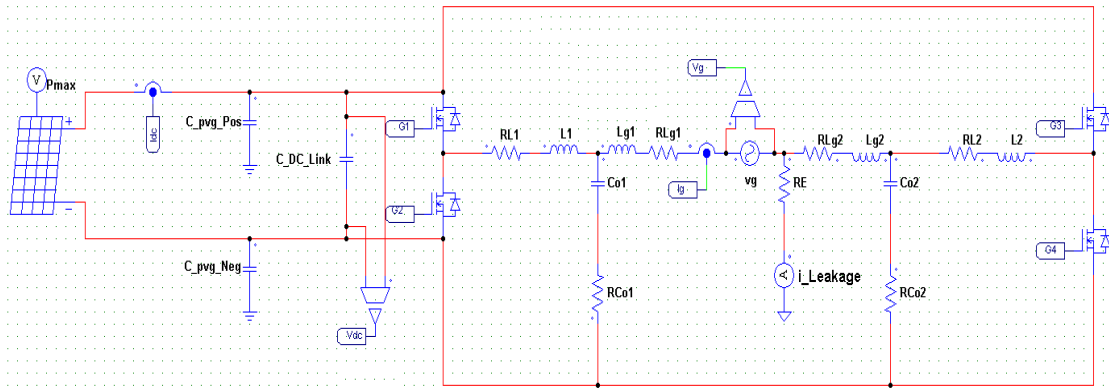 V
Pmax
+
−
Idc
C_pvg_Pos
C_pvg_Neg
C_DC_Link
Vdc
G1
G2
RL1
L1
Lg1
RLg1
Co1
RCo1
Ig
Vg
vg
RE
A
i_Leakage
RLg2
Lg2
Co2
RCo2
RL2
L2
G3
G4